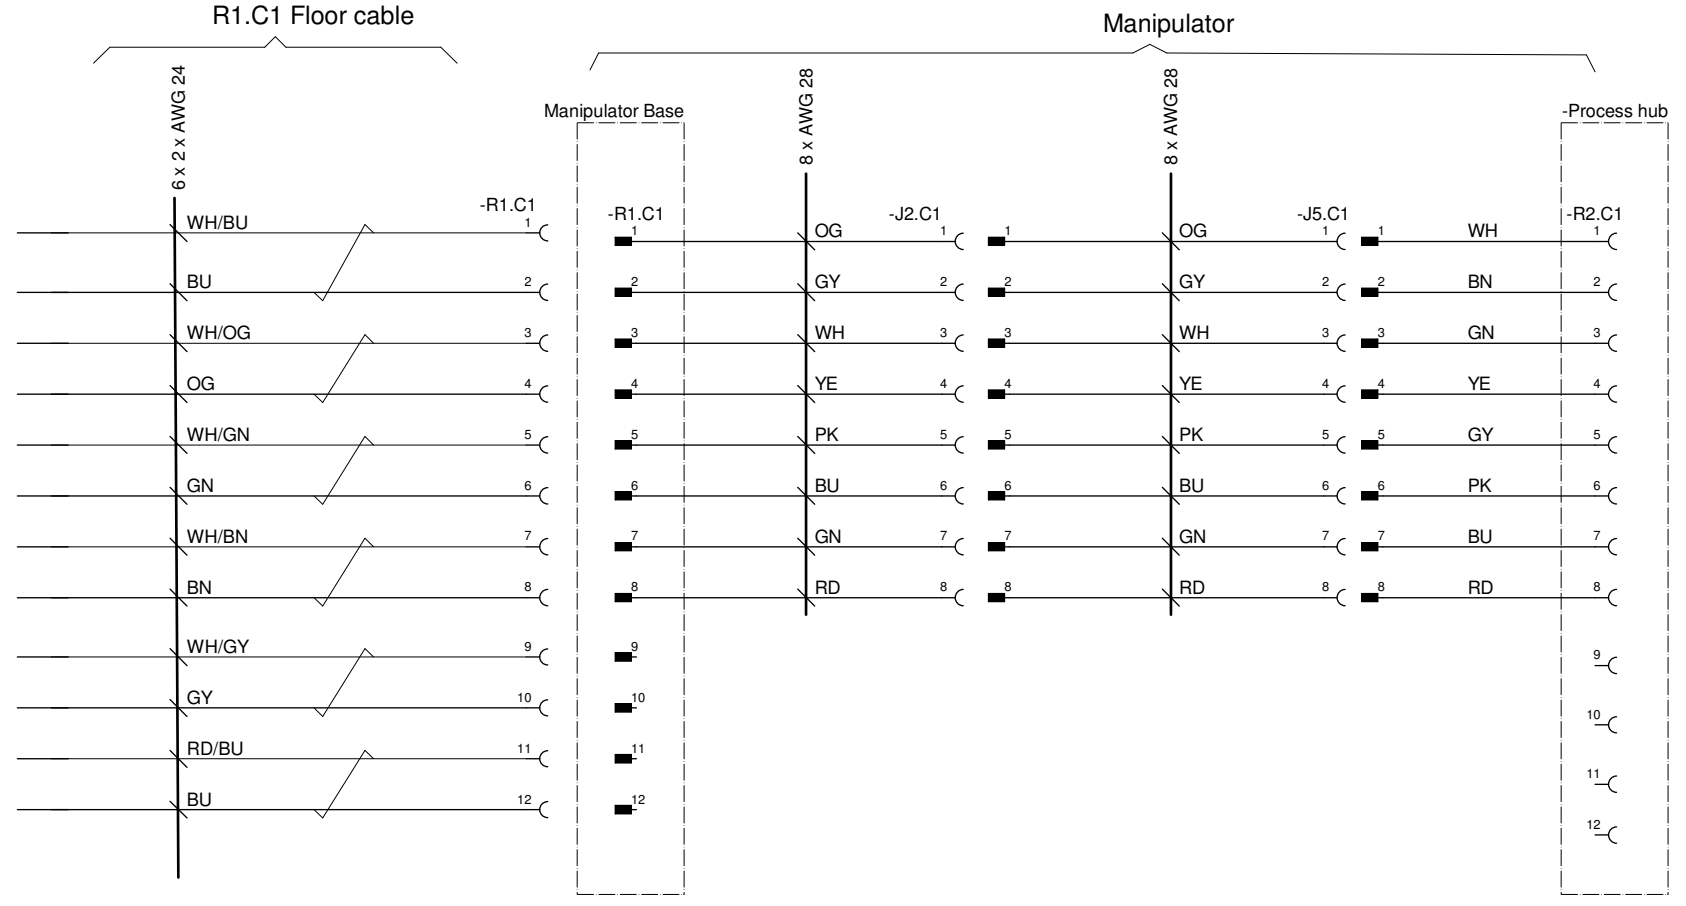 R1.C1 Floor cable
Manipulator
6 x 2 x AWG 24
Manipulator Base
8 x AWG 28
8 x AWG 28
-Process hub
-R1.C1
-R1.C1
-J2.C1
-J5.C1
-R2.C1
WH/BU 1 1 OG 1 1 OG 1 1 WH 1
BU 2 2 GY 2 2 GY 2 2 BN 2
WH/OG 3 3 WH 3 3 WH 3 3 GN 3
OG 4 4 YE 4 4 YE 4 4 YE 4
WH/GN 5 5 PK 5 5 PK 5 5 GY 5
GN 6 6 BU 6 6 BU 6 6 PK 6
WH/BN 7 7 GN 7 7 GN 7 7 BU 7
BN 8 8 RD 8 8 RD 8 8 RD 8
WH/GY 9 9 9
GY 10 10 10
RD/BU 11 11 11
BU 12 12 12